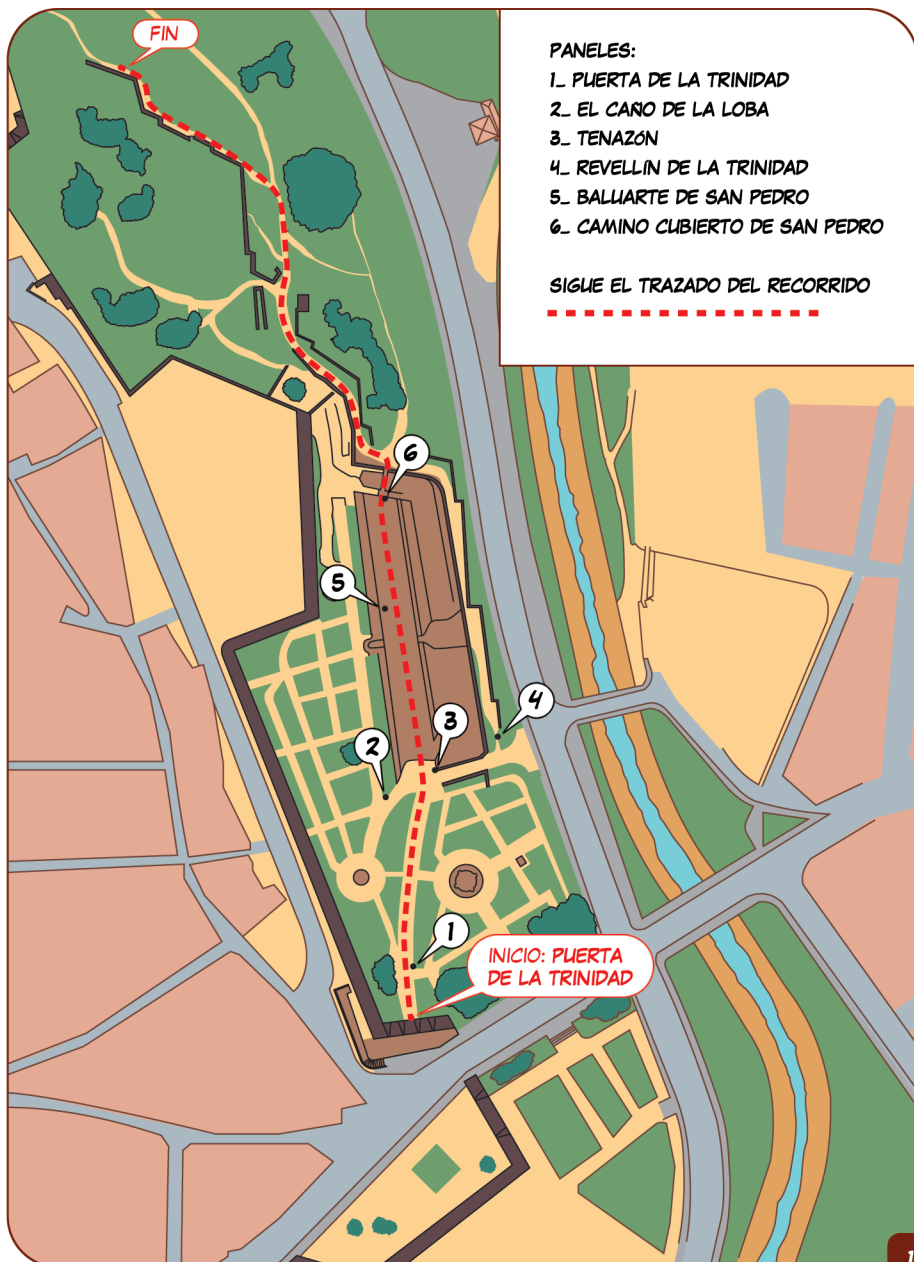 FIN
PANELES:
1_ PUERTA DE LA TRINIDAD
2_ EL CAÑO DE LA LOBA
3_ TENAZÓN
4_ REVELLIN DE LA TRINIDAD
5_ BALUARTE DE SAN PEDRO
6_ CAMINO CUBIERTO DE SAN PEDRO
SIGUE EL TRAZADO DEL RECORRIDO
6
5
4
3
2
1
INICIO: PUERTA
DE LA TRINIDAD
1